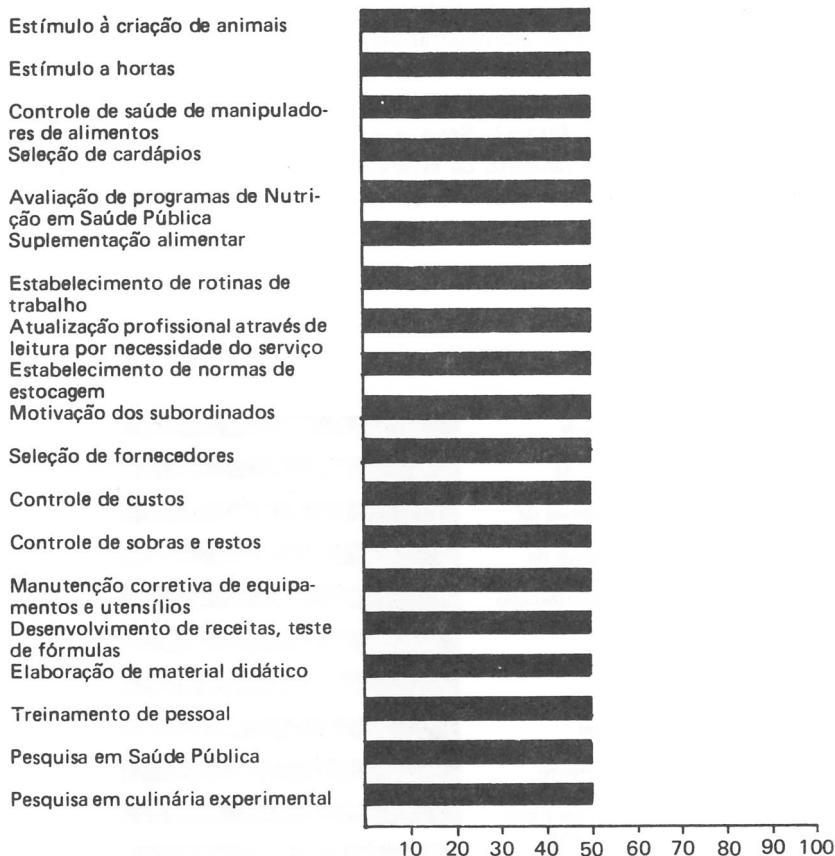 Estímulo à criação de animais
Estímulo a hortas
Controle de saúde de manipulado-
res de alimentos
Seleção de cardápios
Avaliação de programas de Nutri-
ção em Saúde Pública
Suplementação alimentar
Estabelecimento de rotinas de
trabalho
Atualização profissional através de
leitura por necessidade do serviço
Estabelecimento de normas de
estocagem
Motivação dos subordinados
Seleção de fornecedores
Controle de custos
Controle de sobras e restos
Manutenção corretiva de equipa-
mentos e utensílios
Desenvolvimento de receitas, teste
de fórmulas
Elaboração de material didático
Treinamento de pessoal
Pesquisa em Saúde Pública
Pesquisa em culinária experimental
10 20 30 40 50 60 70 80 90 100